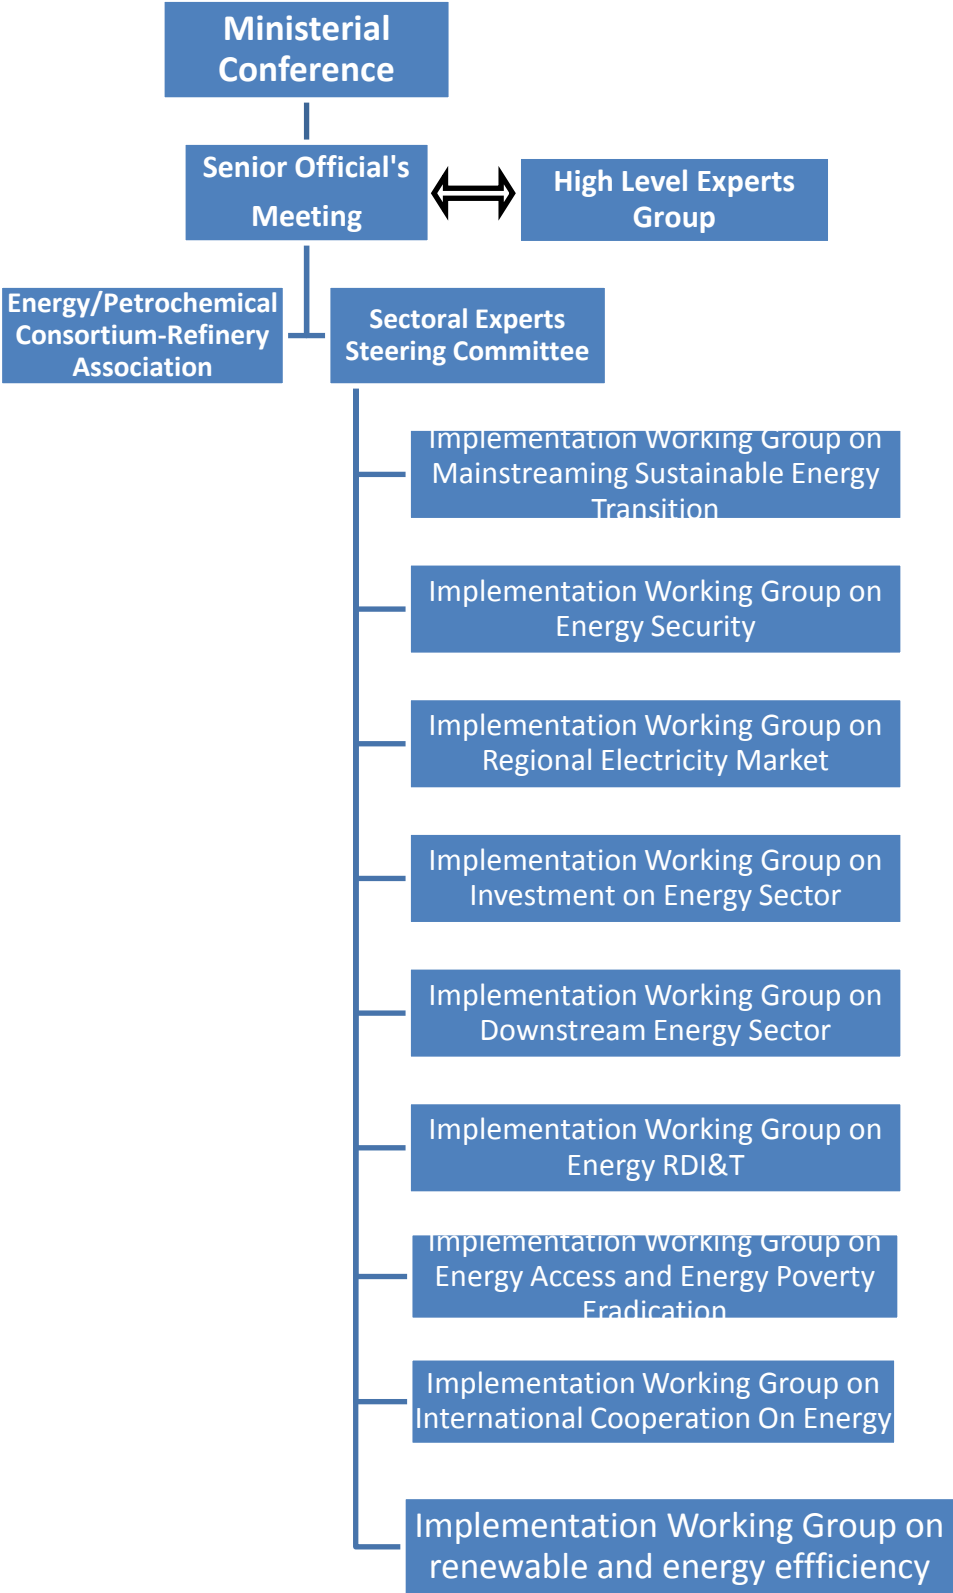 Ministerial
Conference
Senior Official's
Meeting
High Level Experts
Group
Energy/Petrochemical
Consortium-Refinery
Association
Sectoral Experts
Steering Committee
Implementation Working Group on
Mainstreaming Sustainable Energy
Transition
Implementation Working Group on
Energy Security
Implementation Working Group on
Regional Electricity Market
Implementation Working Group on
Investment on Energy Sector
Implementation Working Group on
Downstream Energy Sector
Implementation Working Group on
Energy RDI&T
Implementation Working Group on
Energy Access and Energy Poverty
Eradication
Implementation Working Group on
International Cooperation On Energy
Implementation Working Group on
renewable and energy effficiency